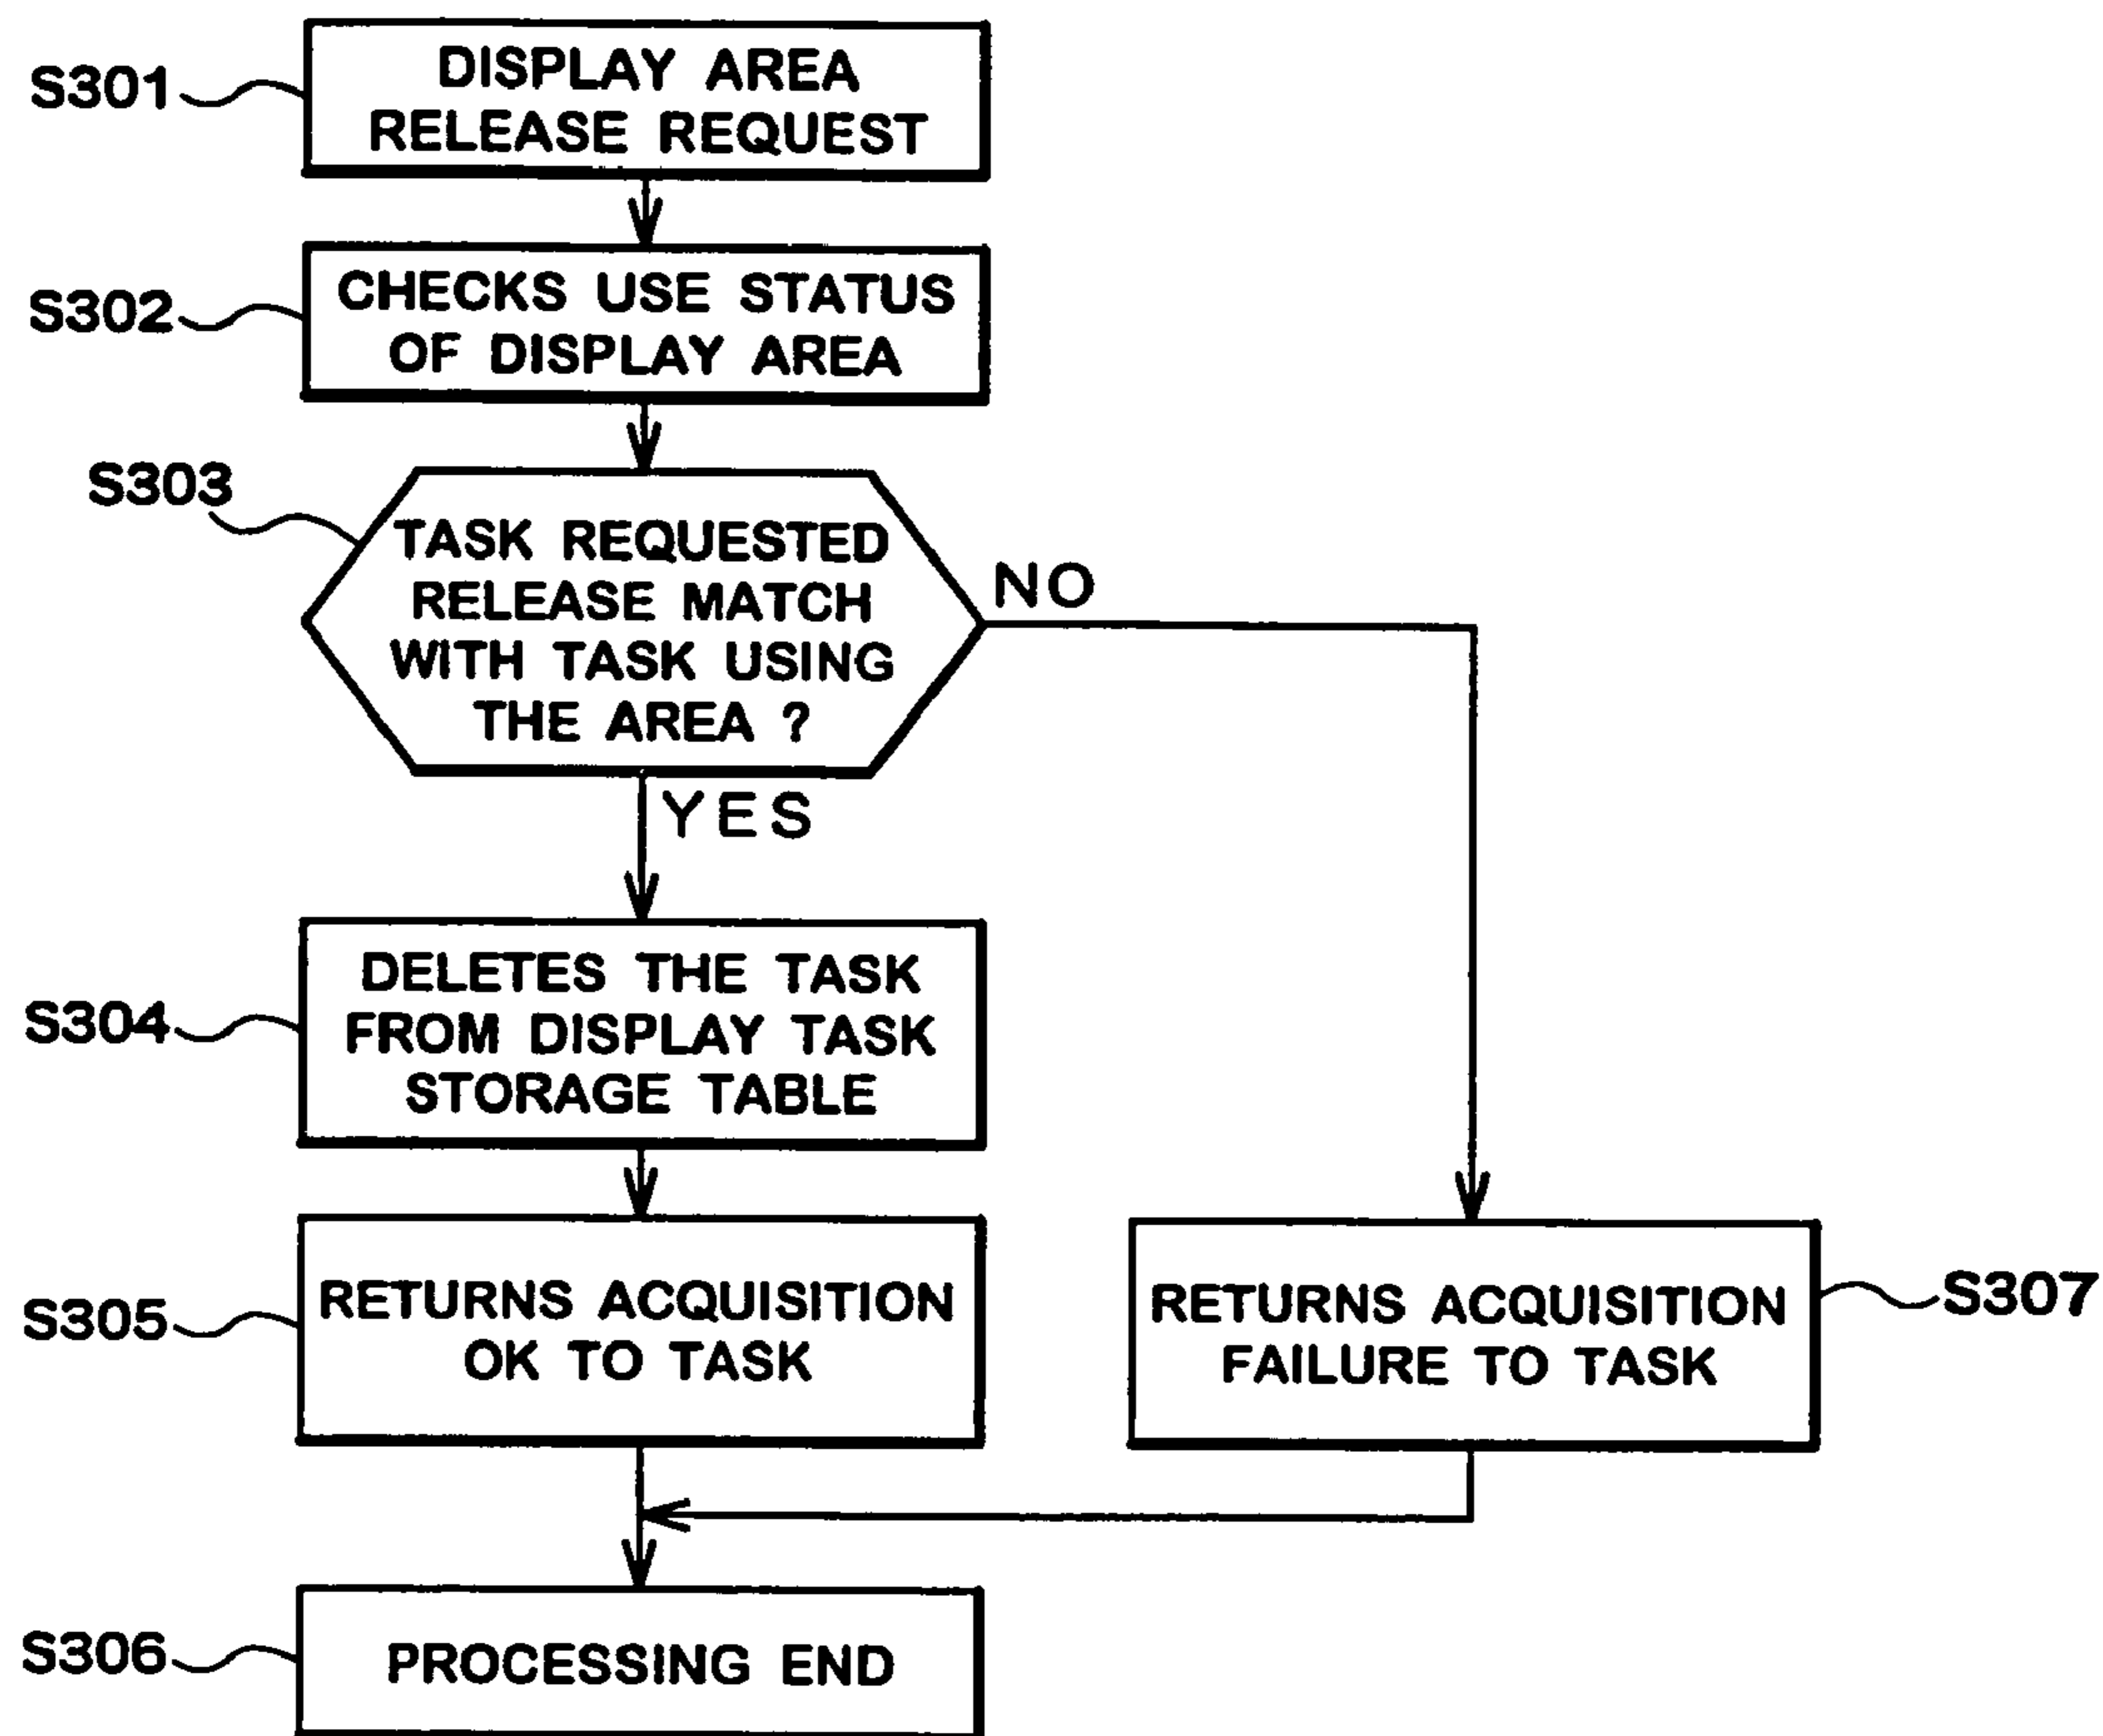 S301
DISPLAY AREA
RELEASE REQUEST
S302
CHECKS USE STATUS
OF DISPLAY AREA
S303
TASK REQUESTED
RELEASE MATCH
WITH TASK USING
THE AREA ?
NO
YES
S304
DELETES THE TASK
FROM DISPLAY TASK
STORAGE TABLE
S305
RETURNS ACQUISITION
OK TO TASK
RETURNS ACQUISITION
FAILURE TO TASK
S307
S306
PROCESSING END